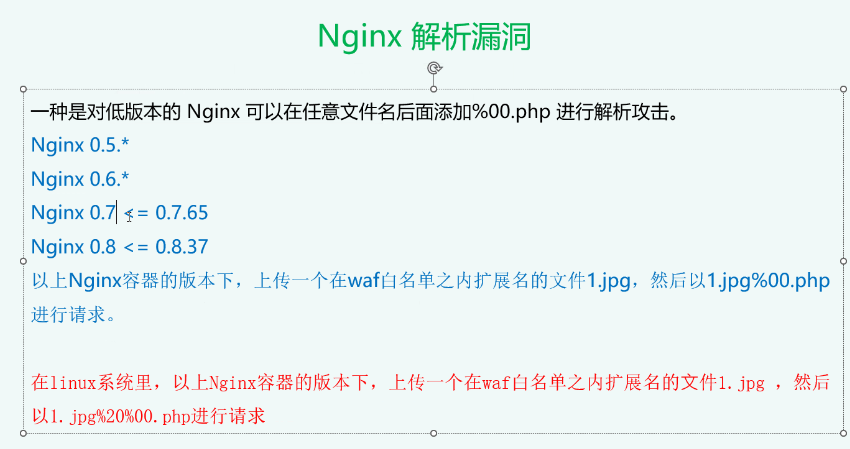 Nginx 解析漏洞
一种是对低版本的 Nginx 可以在任意文件名后面添加%00.php 进行解析攻击。
Nginx 0.5.*
Nginx 0.6.*
Nginx 0.7 <= 0.7.65
Nginx 0.8 <= 0.8.37
以上Nginx容器的版本下，上传一个在waf白名单之内扩展名的文件1.jpg，然后以1.jpg%00.php
进行请求。
在linux系统里，以上Nginx容器的版本下，上传一个在waf白名单之内扩展名的文件1.jpg ，然后
以1.jpg%20%00.php进行请求